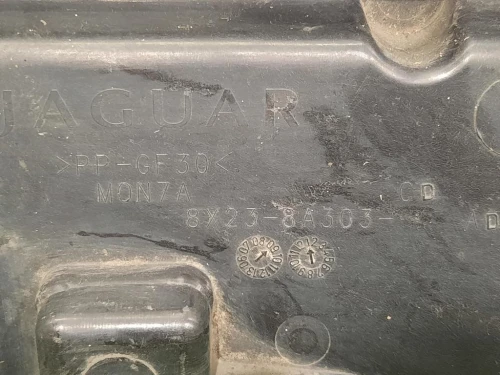 JAGUAR
>PP-GF30<
MON7A CD
8X23-8A303- AD